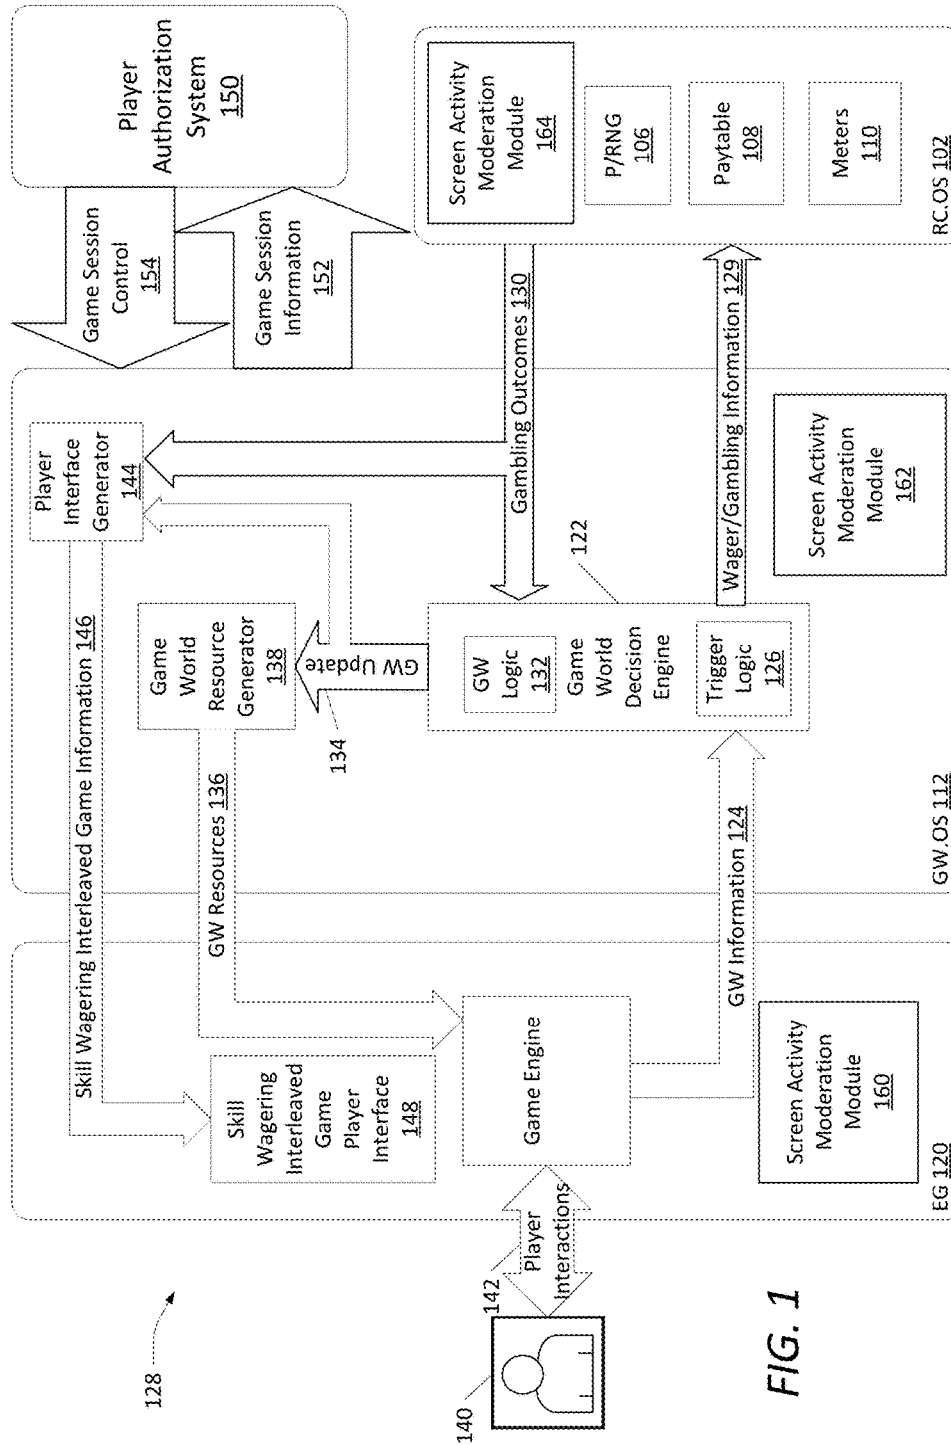 128
140
142
Player
Interactions
FIG. 1
Skill Wagering Interleaved Game Information 146
Skill
Wagering
Interleaved
Game
Player
Interface
148
Game Engine
Screen Activity
Moderation
Module
160
EG 120
GW Resources 136
GW Information 124
Player
Interface
Generator
144
Game
World
Resource
Generator
138
134
GW Update
122
GW
Logic
132
Game
World
Decision
Engine
Trigger
Logic
126
Screen Activity
Moderation
Module
162
GW.OS 112
Game Session
Control
154
Game Session
Information
152
Gambling Outcomes 130
Wager/Gambling Information 129
Player
Authorization
System
150
Screen Activity
Moderation
Module
164
P/RNG
106
Paytable
108
Meters
110
RC.OS 102